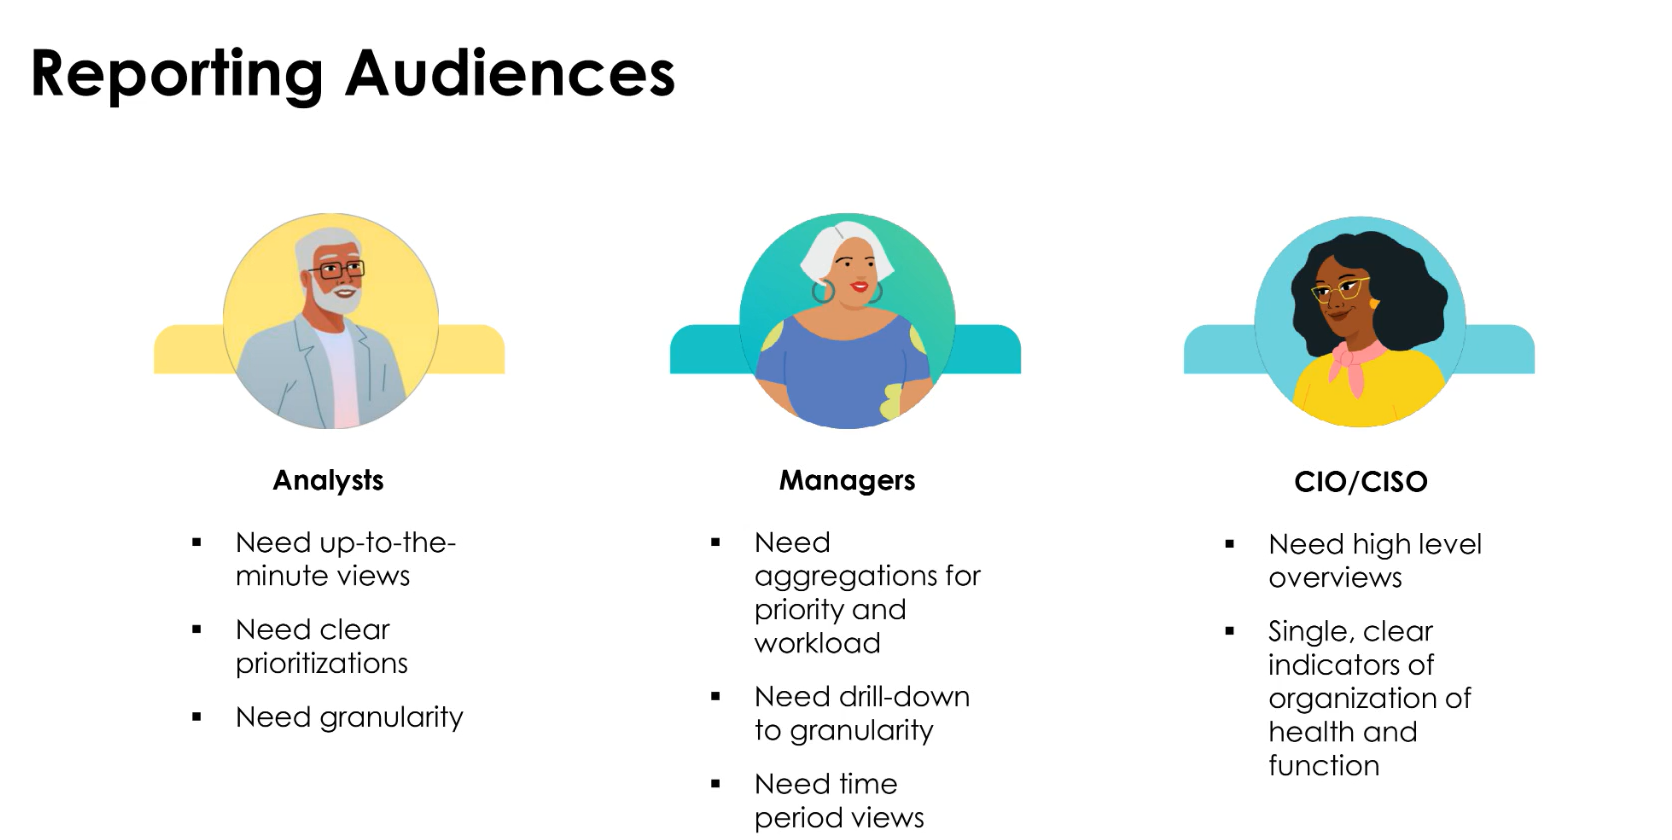 Reporting Audiences
Analysts
▪ Need up-to-the-
minute views
▪ Need clear
prioritizations
▪ Need granularity
Managers
▪ Need
aggregations for
priority and
workload
▪ Need drill-down
to granularity
▪ Need time
period views
CIO/CISO
▪ Need high level
overviews
▪ Single, clear
indicators of
organization of
health and
function